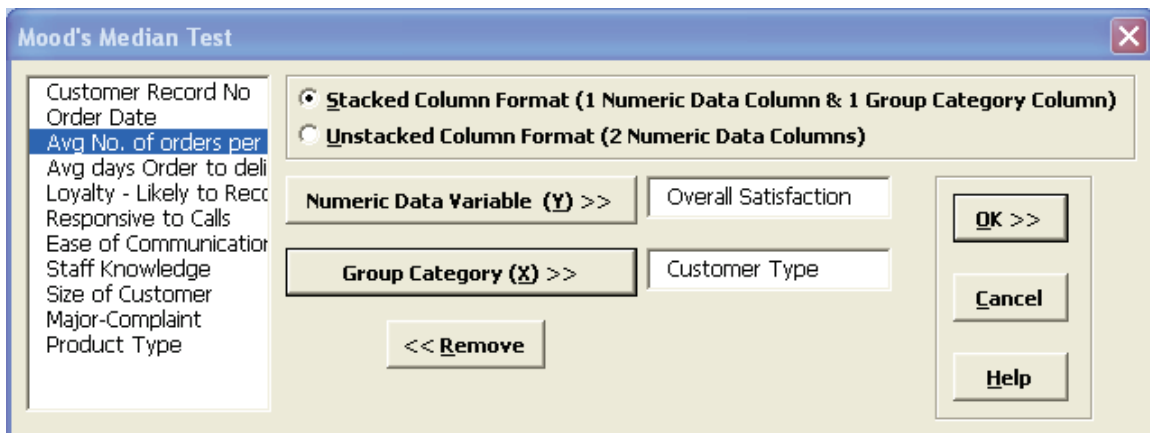 Mood's Median Test
Customer Record No
Order Date
Avg No. of orders per
Avg days Order to deli
Loyalty - Likely to Reco
Responsive to Calls
Ease of Communication
Staff Knowledge
Size of Customer
Major-Complaint
Product Type
Stacked Column Format (1 Numeric Data Column & 1 Group Category Column)
Unstacked Column Format (2 Numeric Data Columns)
Numeric Data Variable (Y) >>
Overall Satisfaction
Group Category (X) >>
Customer Type
<< Remove
OK >>
Cancel
Help